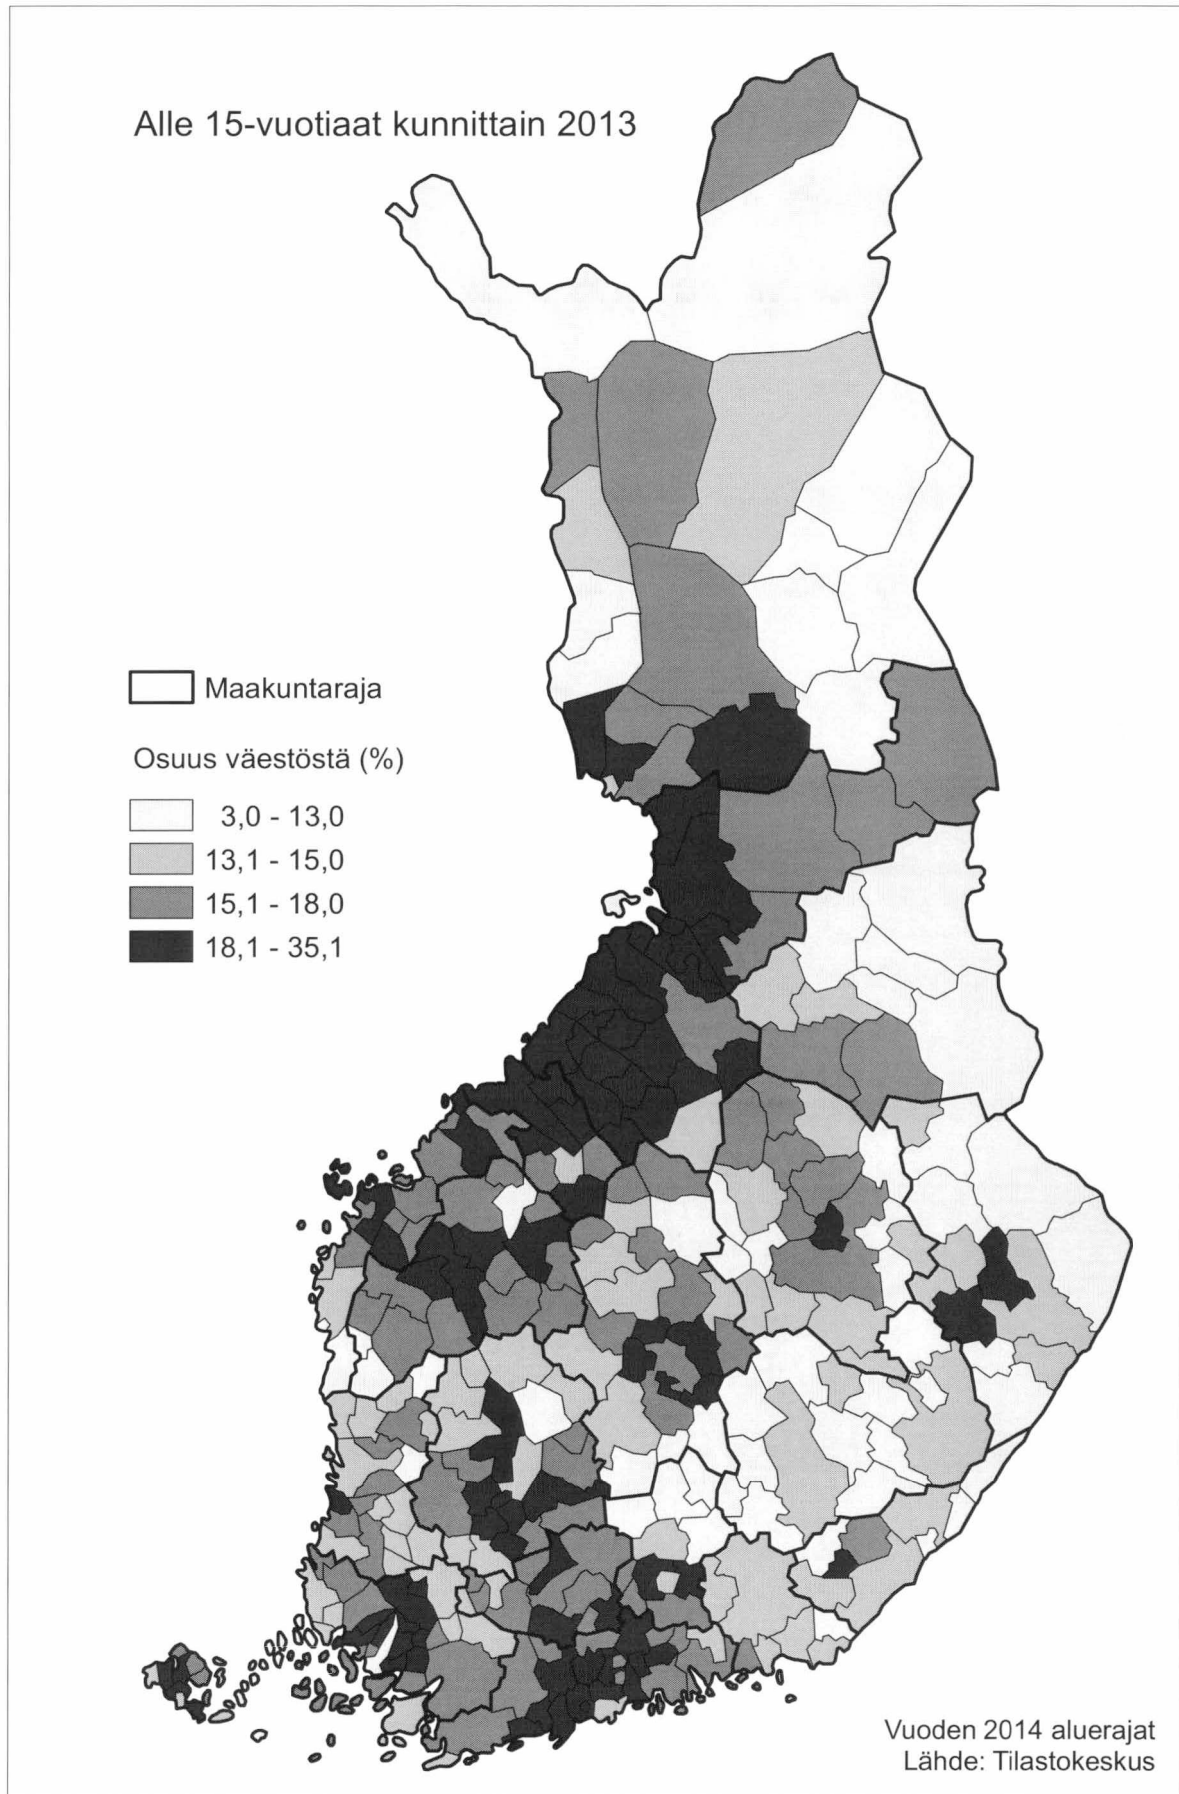 Alle 15-vuotiaat kunnittain 2013
Maakuntaraja
Osuus väestöstä (%)
3,0 - 13,0
13,1 - 15,0
15,1 - 18,0
18,1 - 35,1
Vuoden 2014 aluerajat
Lähde: Tilastokeskus